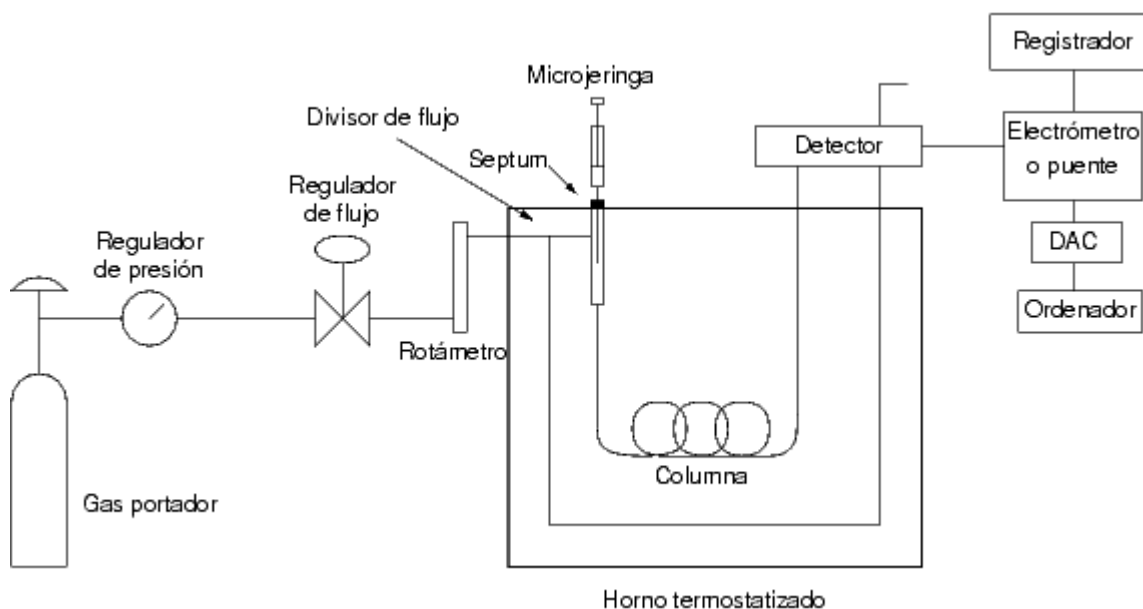 Registrador
Microjeringa
Divisor de flujo
Detector
Electrómetro
o puente
Septum
Regulador
de flujo
Regulador
de presión
DAC
Ordenador
Rotámetro
Columna
Gas portador
Horno termostatizado